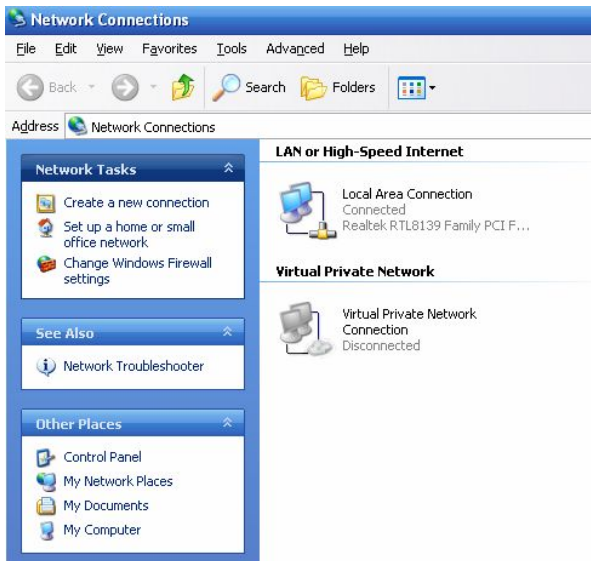 Network Connections
File Edit View Favorites Tools Advanced Help
Back Search Folders
Address Network Connections
Network Tasks
Create a new connection
Set up a home or small
office network
Change Windows Firewall
settings
See Also
Network Troubleshooter
Other Places
Control Panel
My Network Places
My Documents
My Computer
LAN or High-Speed Internet
Local Area Connection
Connected
Realtek RTL8139 Family PCI F...
Virtual Private Network
Virtual Private Network
Connection
Disconnected